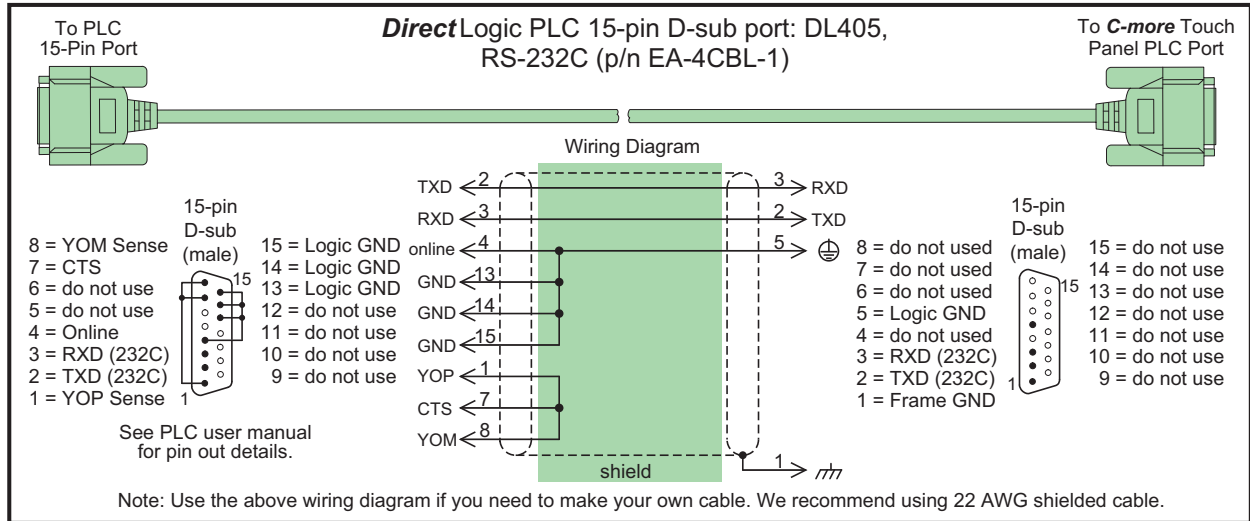 To PLC
15-Pin Port
Direct Logic PLC 15-pin D-sub port: DL405,
RS-232C (p/n EA-4CBL-1)
To C-more Touch
Panel PLC Port
Wiring Diagram
15-pin
D-sub
(male)
8 = YOM Sense
7 = CTS
6 = do not use
5 = do not use
4 = Online
3 = RXD (232C)
2 = TXD (232C)
1 = YOP Sense
15
1
15 = Logic GND
14 = Logic GND
13 = Logic GND
12 = do not use
11 = do not use
10 = do not use
9 = do not use
See PLC user manual
for pin out details.
TXD 2 3 RXD
RXD 3 2 TXD
online 4 5
GND 13
GND 14
GND 15
YOP 1
CTS 7
YOM 8
shield
1
15-pin
D-sub
(male)
8 = do not used
7 = do not used
6 = do not used
5 = Logic GND
4 = do not used
3 = RXD (232C)
2 = TXD (232C)
1 = Frame GND
15
1
15 = do not use
14 = do not use
13 = do not use
12 = do not use
11 = do not use
10 = do not use
9 = do not use
Note: Use the above wiring diagram if you need to make your own cable. We recommend using 22 AWG shielded cable.